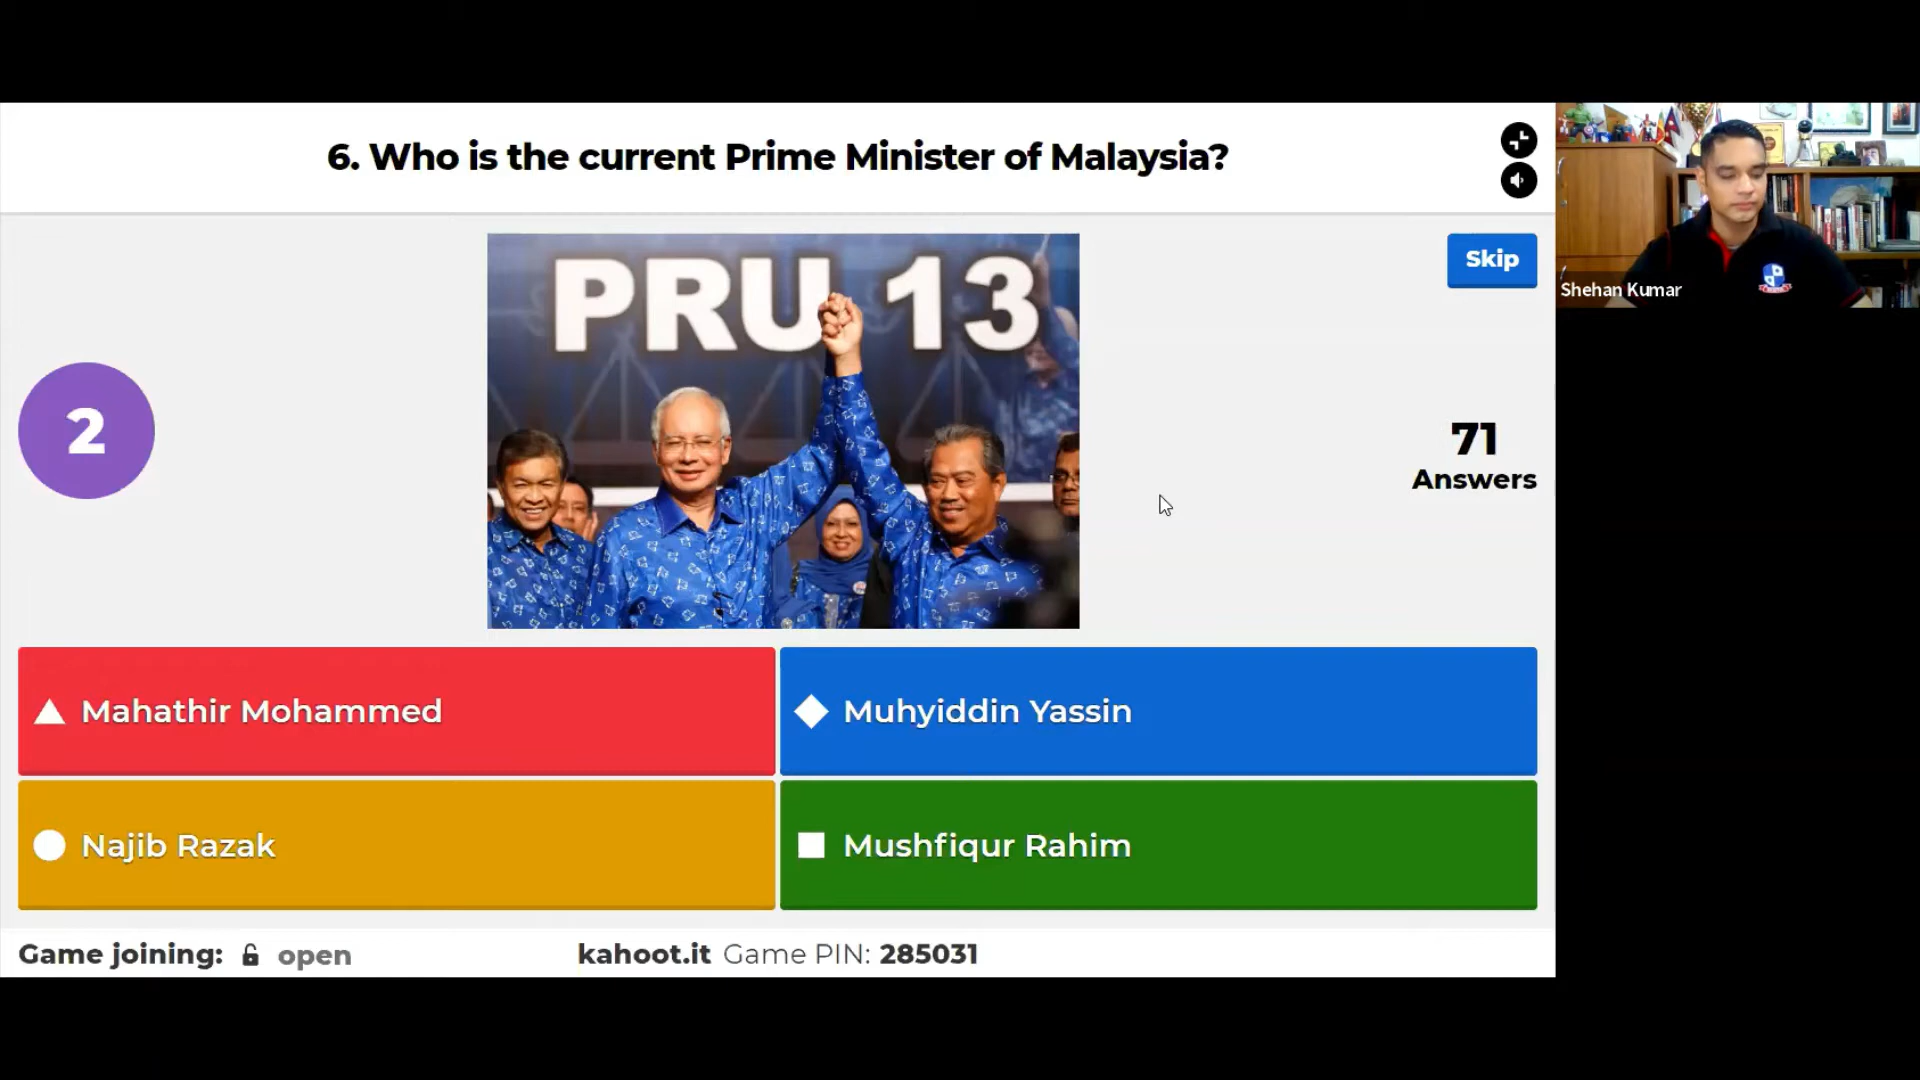 6. Who is the current Prime Minister of Malaysia?
Skip
Shehan Kumar
PRU 13
2
71
Answers
Mahathir Mohammed
Muhyiddin Yassin
Najib Razak
Mushfiqur Rahim
Game joining: open
kahoot.it Game PIN: 285031